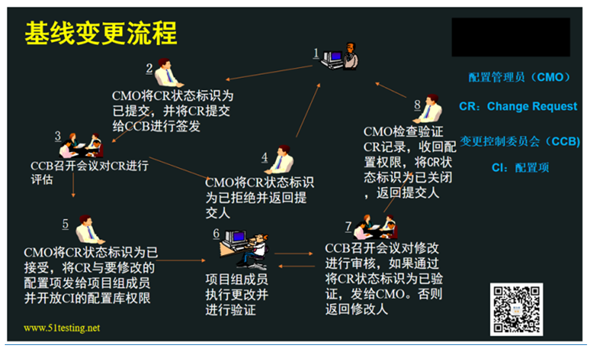 基线变更流程
1
2
CMO将CR状态标识为
已提交，并将CR提交
给CCB进行签发
3
CCB召开会议对CR进行
评估
4
CMO将CR状态标识
为已拒绝并返回提
交人
5
CMO将CR状态标识为已
接受，将CR与要修改的
配置项发给项目组成员
并开放CI的配置库权限
6
项目组成员
执行更改并
进行验证
7
CCB召开会议对修改
进行审核，如果通过
将CR状态标识为已验
证，发给CMO。否则
返回修改人
8
CMO检查验证
CR记录，收回配
置权限，将CR状
态标识为已关闭
，返回提交人
配置管理员（CMO）
CR：Change Request
变更控制委员会（CCB)
CI：配置项
www.51testing.net